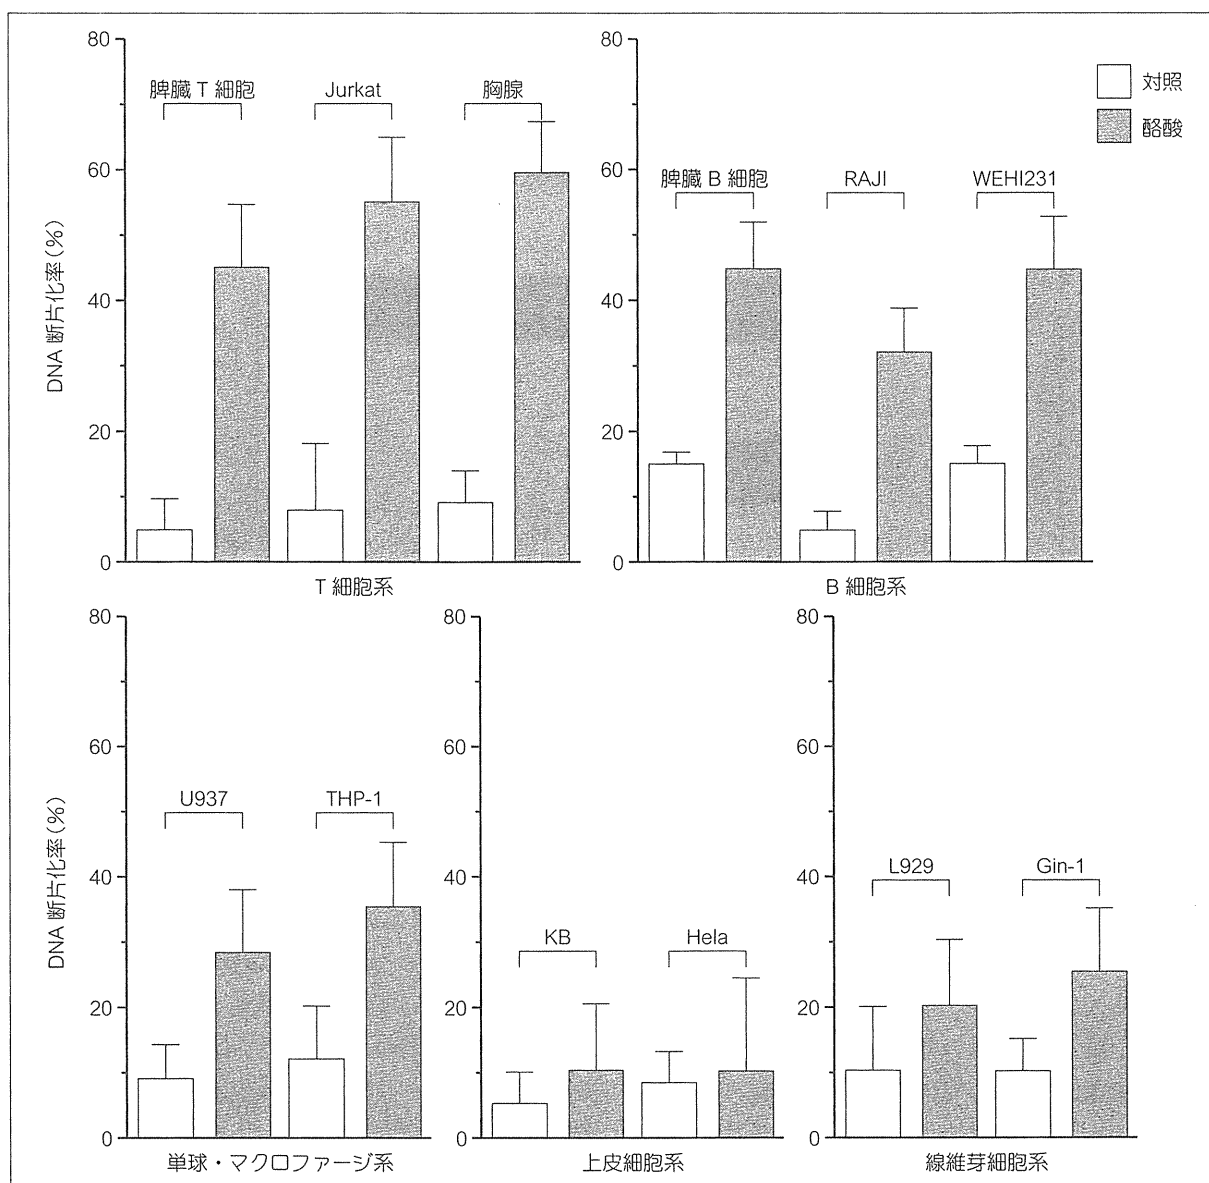 80
60
40
20
0
DNA 断片化率(%)
脾臓 T 細胞
Jurkat
胸腺
T 細胞系
80
60
40
20
0
脾臓 B 細胞
RAJI
WEHI231
B 細胞系
対照
酪酸
80
60
40
20
0
DNA 断片化率(%)
U937
THP-1
単球・マクロファージ系
80
60
40
20
0
KB
Hela
上皮細胞系
80
60
40
20
0
L929
Gin-1
線維芽細胞系